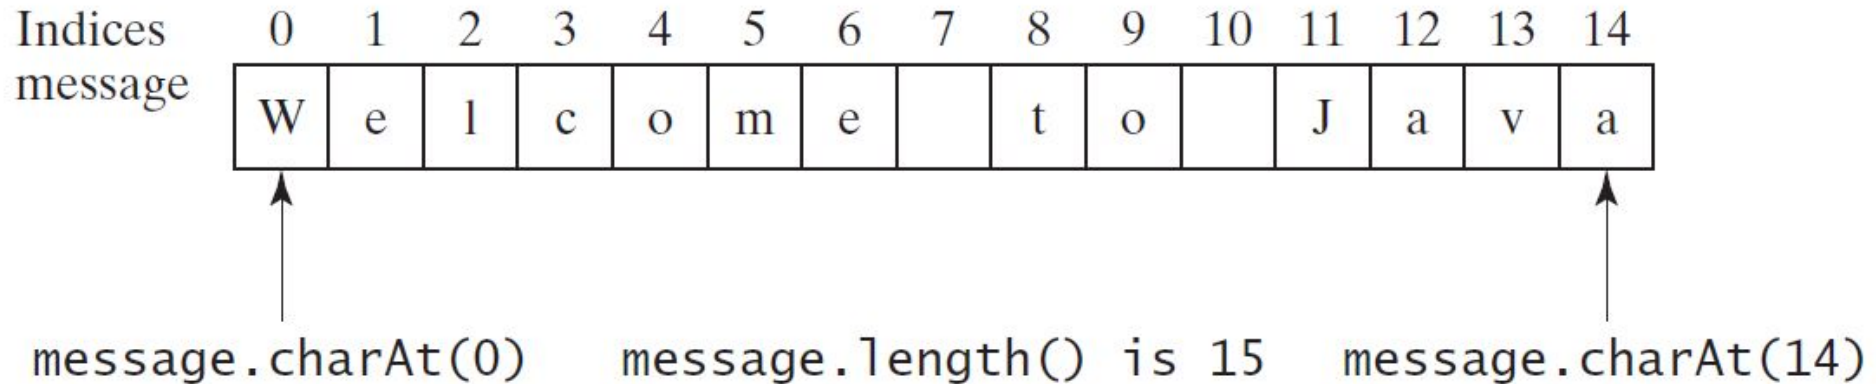 Indices 0 1 2 3 4 5 6 7 8 9 10 11 12 13 14
message W e l c o m e t o J a v a
message.charAt(0) message.length() is 15 message.charAt(14)